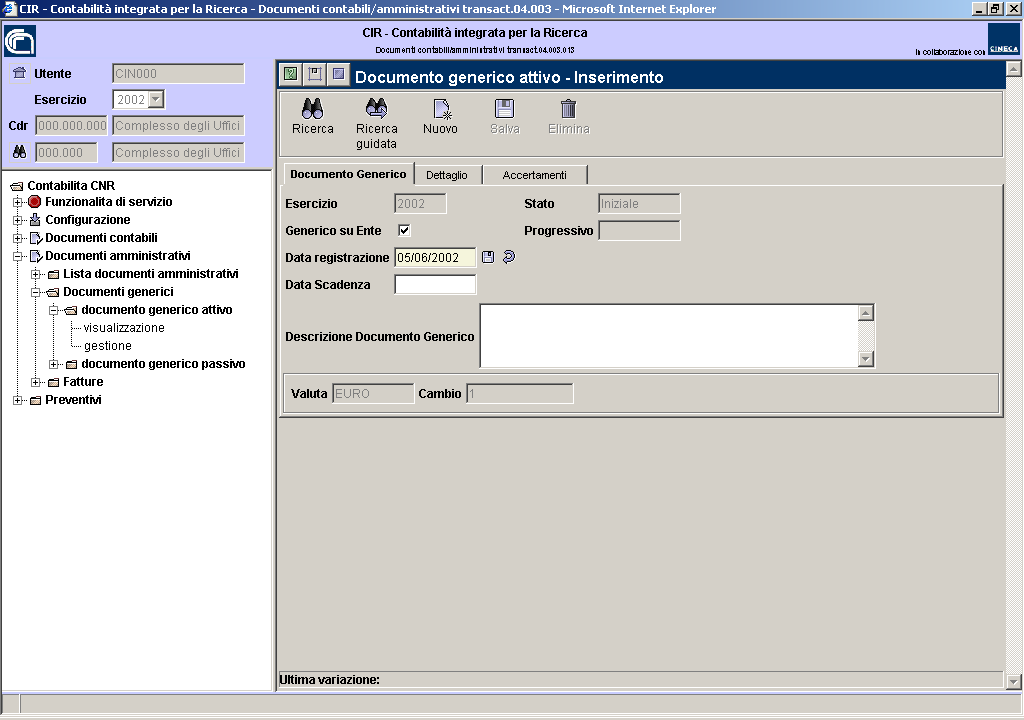 CIR - Contabilità integrata per la Ricerca - Documenti contabili/amministrativi transact.04.003 - Microsoft Internet Explorer
CIR - Contabilità integrata per la Ricerca
Documenti contabili/amministrativi transact.04.003.013
In collaborazione con
CINECA
Utente CIN000
Esercizio 2002
Cdr 000.000.000 Complesso degli Uffici
000.000 Complesso degli Uffici
Contabilita CNR
Funzionalita di servizio
Configurazione
Documenti contabili
Documenti amministrativi
Lista documenti amministrativi
Documenti generici
documento generico attivo
visualizzazione
gestione
documento generico passivo
Fatture
Preventivi
Documento generico attivo - Inserimento
Ricerca
Ricerca guidata
Nuovo
Salva
Elimina
Documento Generico Dettaglio Accertamenti
Esercizio 2002 Stato Iniziale
Generico su Ente Progressivo
Data registrazione 05/06/2002
Data Scadenza
Descrizione Documento Generico
Valuta EURO Cambio 1
Ultima variazione: